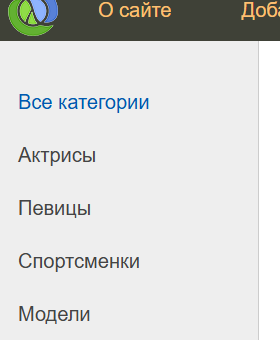 О сайте
Все категории
Актрисы
Певицы
Спортсменки
Модели